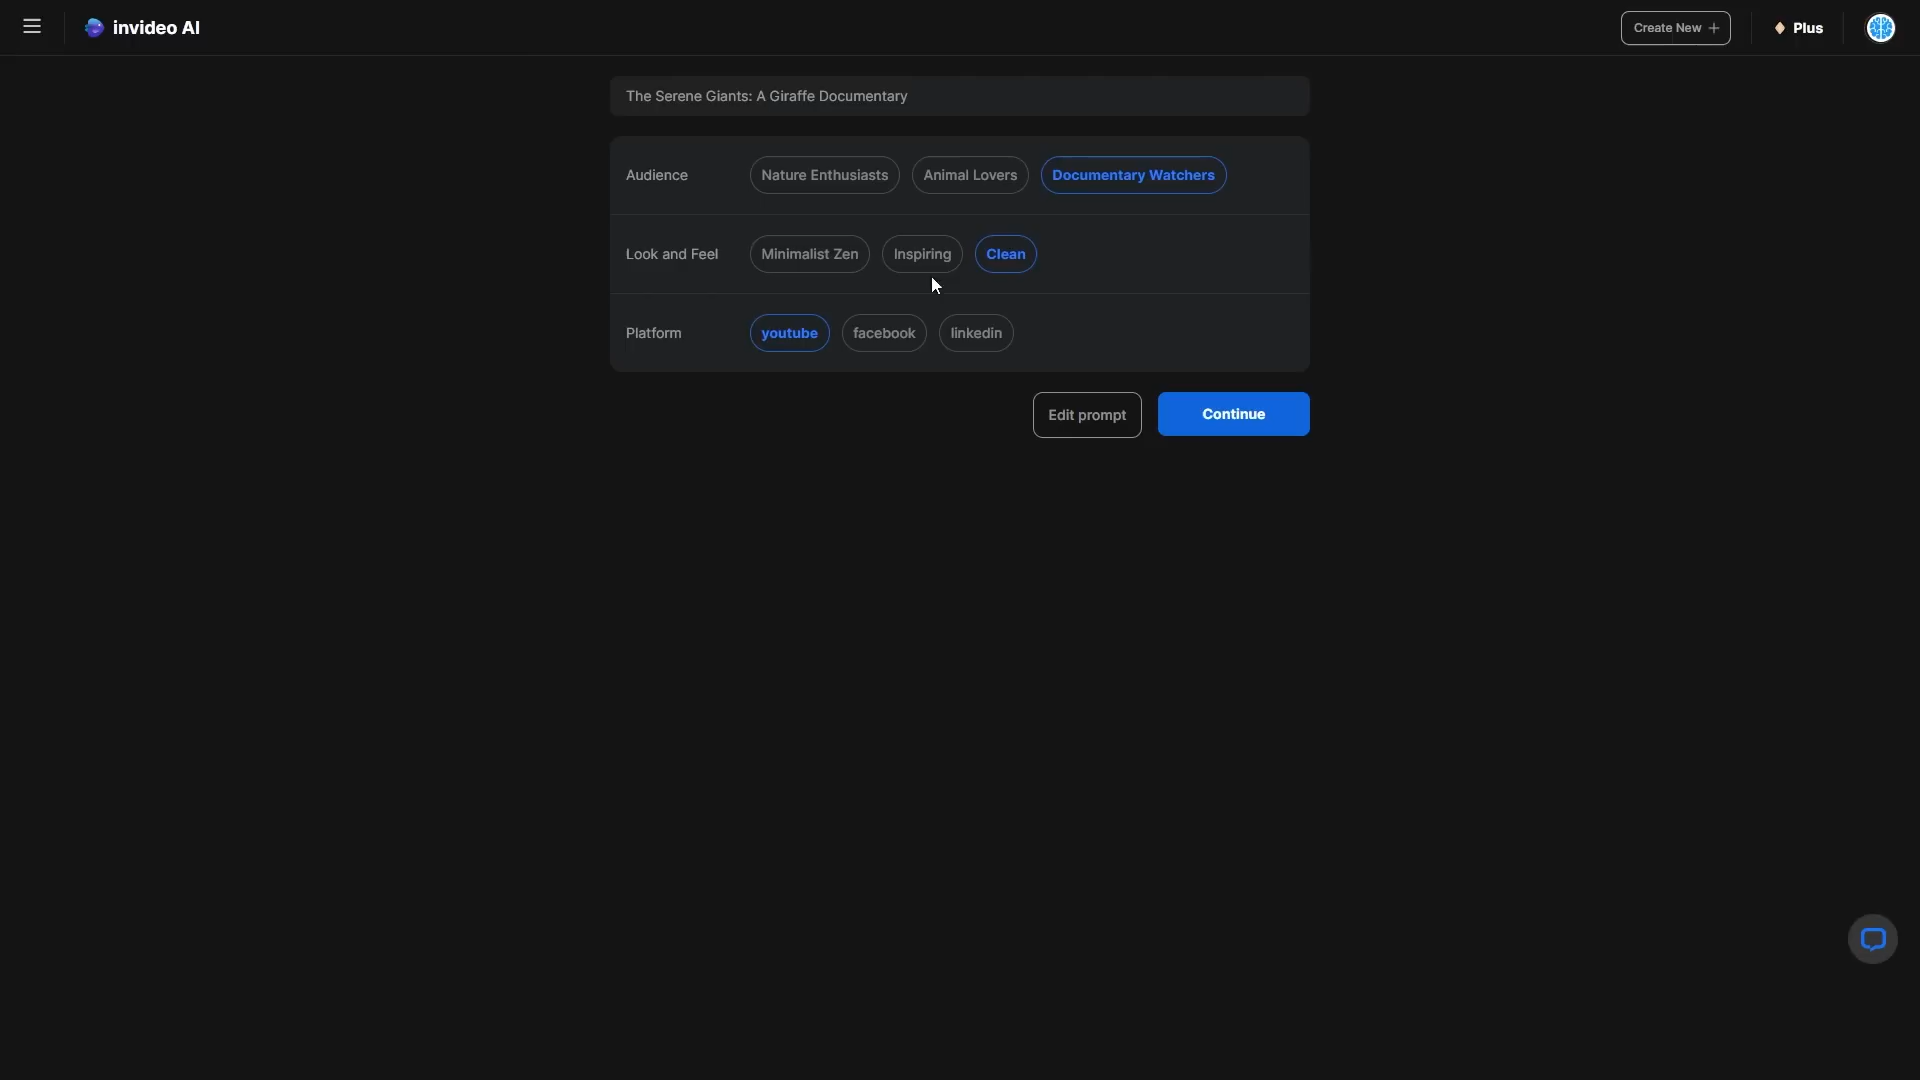 invideo AI
Create New +
Plus
The Serene Giants: A Giraffe Documentary
Audience Nature Enthusiasts Animal Lovers Documentary Watchers
Look and Feel Minimalist Zen Inspiring Clean
Platform youtube facebook linkedin
Edit prompt Continue